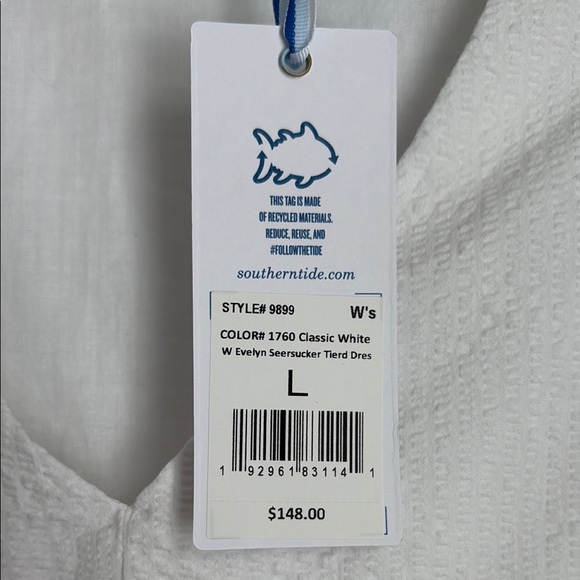 THIS TAG IS MADE
OF RECYCLED MATERIALS.
REDUCE, REUSE, AND
#FOLLOWTHETIDE
southerntide.com
STYLE# 9899 W's
COLOR# 1760 Classic White
W Evelyn Seersucker Tierd Dres
L
1 92961 83114 1
$148.00